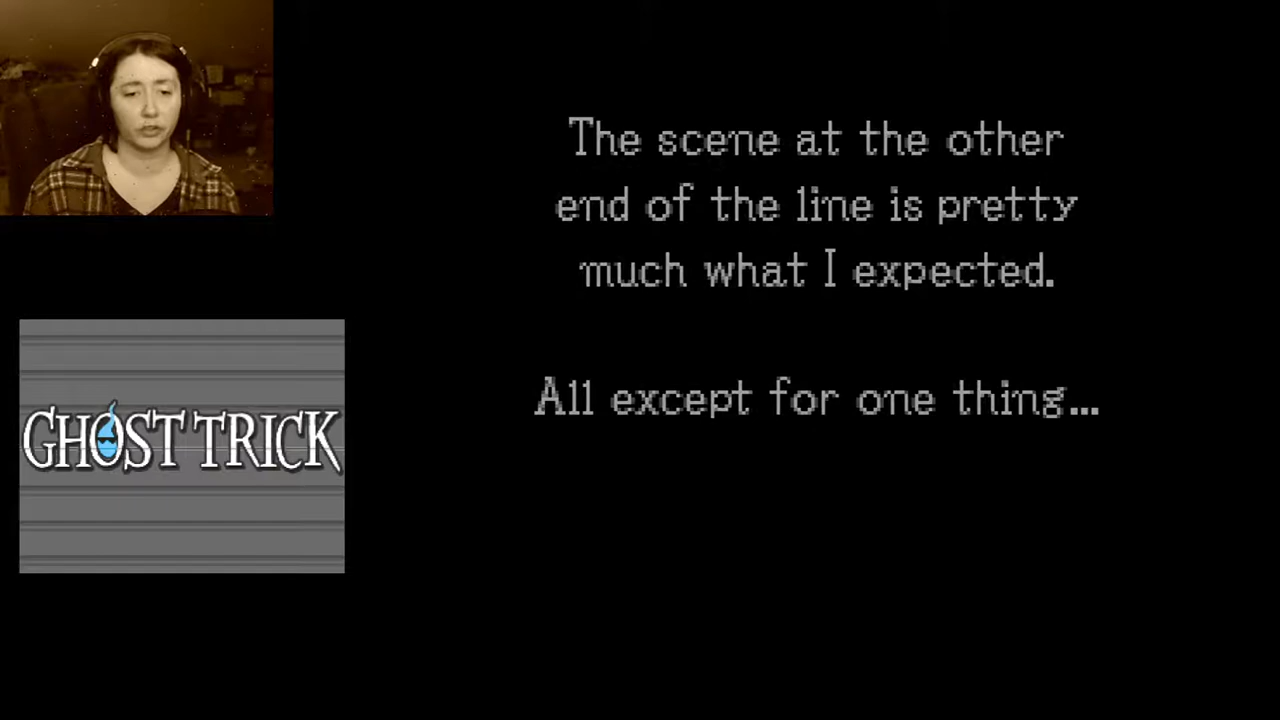 The scene at the other
end of the line is pretty
much what I expected.
All except for one thing...
GHOST TRICK